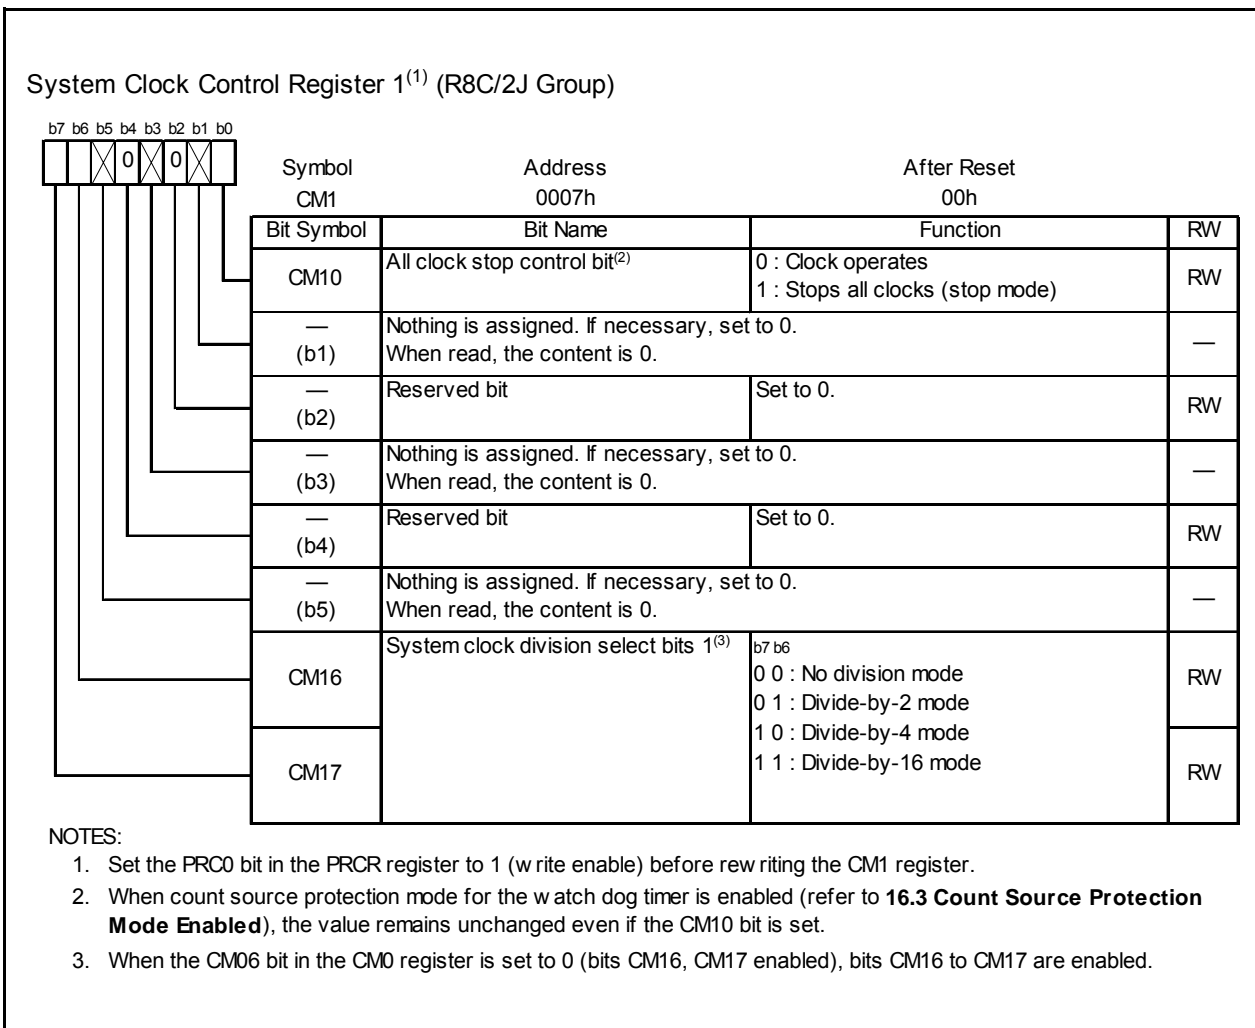 System Clock Control Register 1(1) (R8C/2J Group)
b7 b6 b5 b4 b3 b2 b1 b0
0 0
Symbol Address After Reset
CM1 0007h 00h
Bit Symbol Bit Name Function RW
CM10 All clock stop control bit(2) 0 : Clock operates RW
1 : Stops all clocks (stop mode)
— Nothing is assigned. If necessary, set to 0. —
(b1) When read, the content is 0.
— Reserved bit Set to 0. RW
(b2)
— Nothing is assigned. If necessary, set to 0. —
(b3) When read, the content is 0.
— Reserved bit Set to 0. RW
(b4)
— Nothing is assigned. If necessary, set to 0. —
(b5) When read, the content is 0.
CM16 System clock division select bits 1(3) b7 b6 RW
0 0 : No division mode
0 1 : Divide-by-2 mode
1 0 : Divide-by-4 mode
CM17 1 1 : Divide-by-16 mode RW
NOTES:
1. Set the PRC0 bit in the PRCR register to 1 (write enable) before rewriting the CM1 register.
2. When count source protection mode for the watch dog timer is enabled (refer to 16.3 Count Source Protection
Mode Enabled), the value remains unchanged even if the CM10 bit is set.
3. When the CM06 bit in the CM0 register is set to 0 (bits CM16, CM17 enabled), bits CM16 to CM17 are enabled.